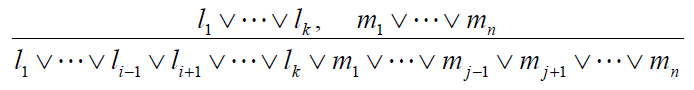 l₁ ∨ ⋯ ∨ lₖ, m₁ ∨ ⋯ ∨ mₙ
l₁ ∨ ⋯ ∨ lᵢ₋₁ ∨ lᵢ₊₁ ∨ ⋯ ∨ lₖ ∨ m₁ ∨ ⋯ ∨ mⱼ₋₁ ∨ mⱼ₊₁ ∨ ⋯ ∨ mₙ